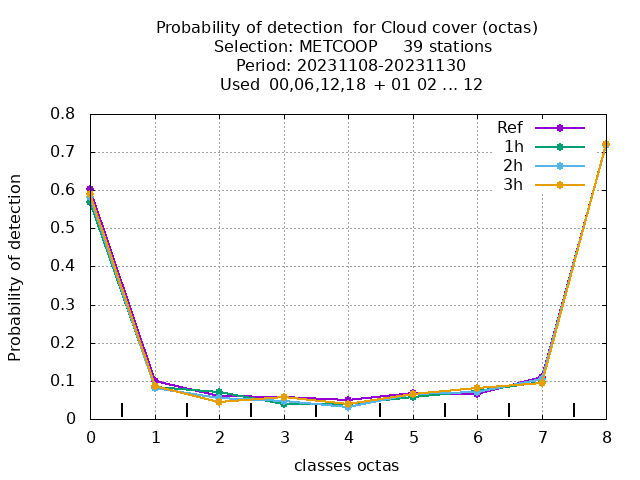 Probability of detection  for Cloud cover (octas)
Selection: METCOOP     39 stations
Period: 20231108-20231130
Used  00,06,12,18  + 01 02 ... 12
Ref
1h
2h
3h
Probability of detection
0.8
0.7
0.6
0.5
0.4
0.3
0.2
0.1
0
0 1 2 3 4 5 6 7 8
classes octas